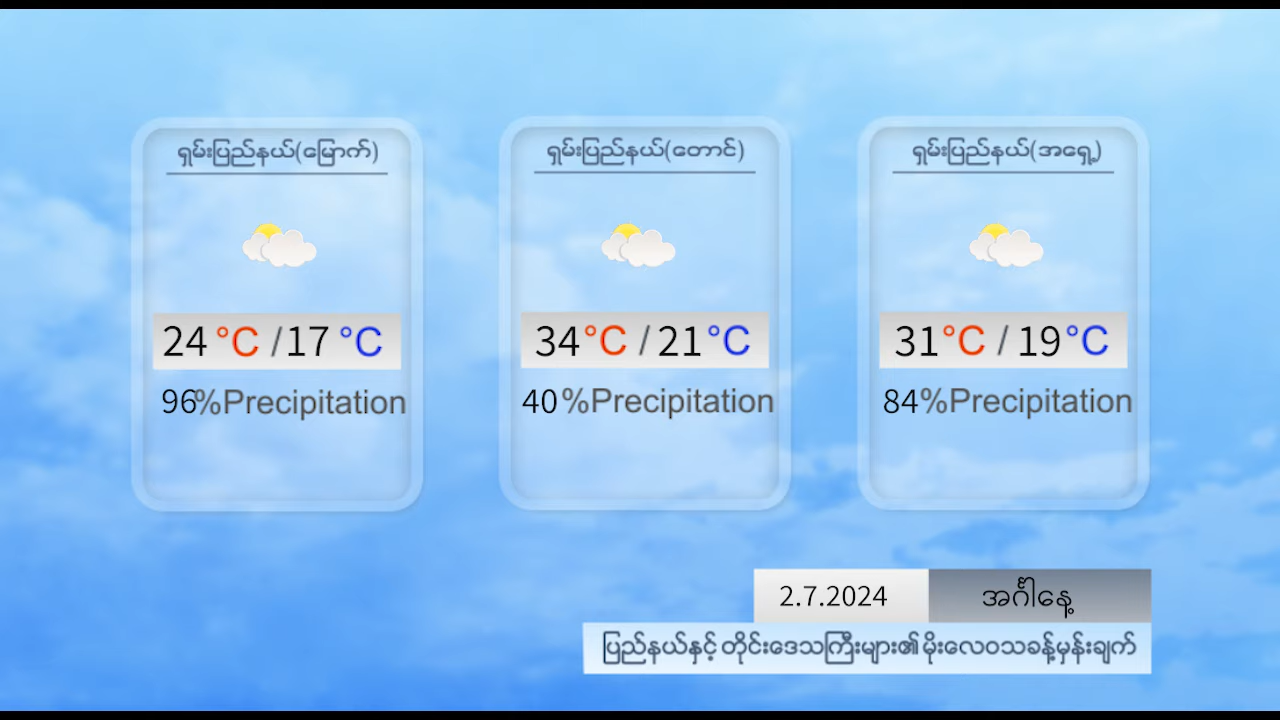 ရှမ်းပြည်နယ်(မြောက်)
24 °C / 17 °C
96%Precipitation
ရှမ်းပြည်နယ်(တောင်)
34°C / 21°C
40%Precipitation
ရှမ်းပြည်နယ်(အရှေ့)
31°C / 19°C
84%Precipitation
2.7.2024 အင်္ဂါနေ့
ပြည်နယ်နှင့် တိုင်းဒေသကြီးများ၏ မိုးလေဝသခန့်မှန်းချက်